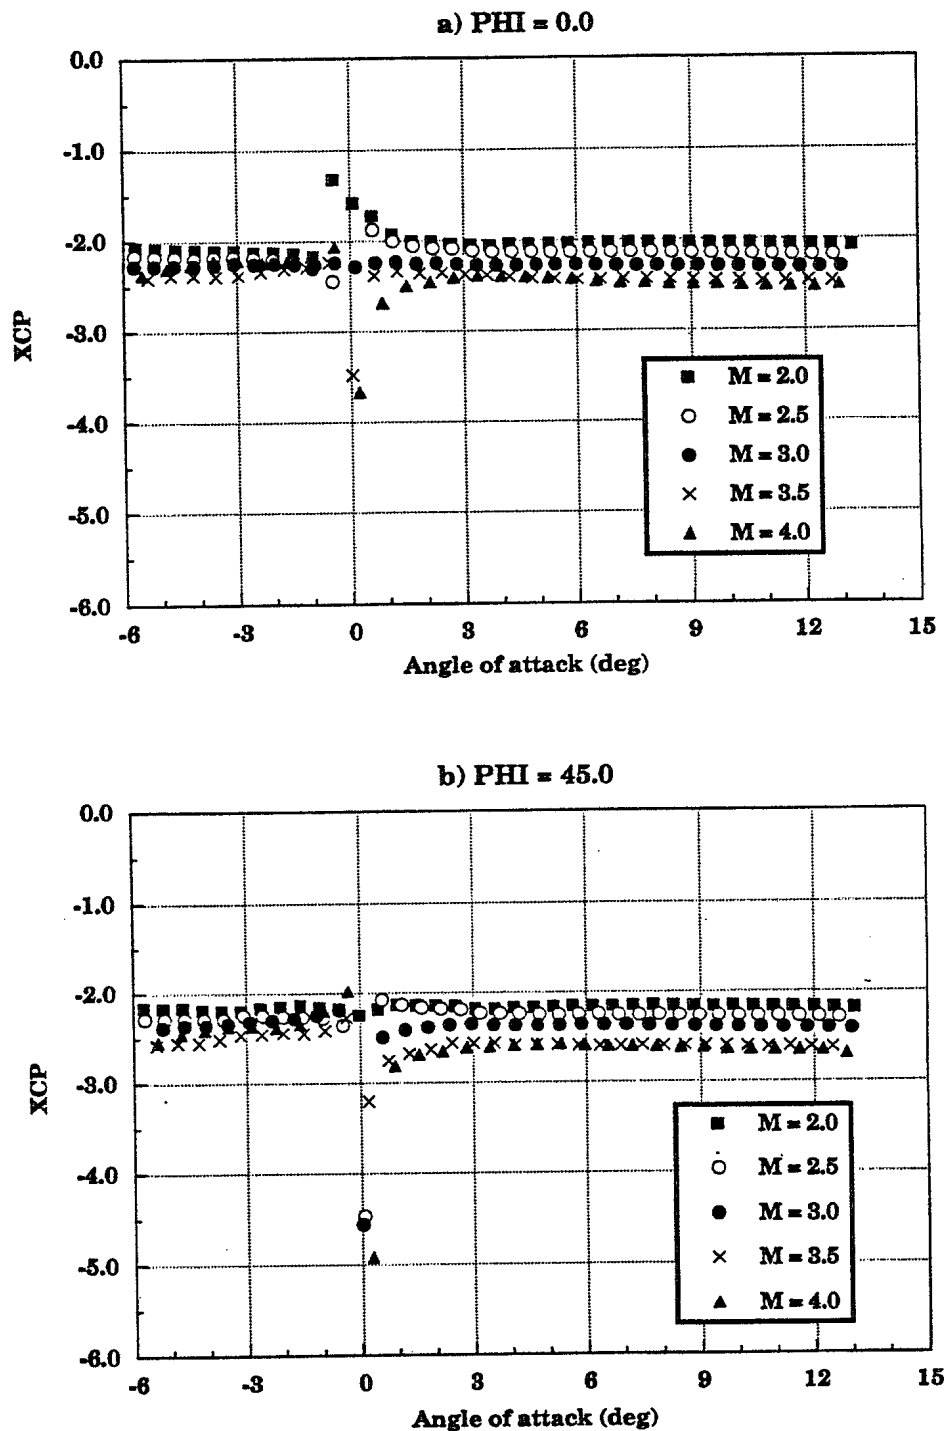 a) PHI = 0.0
0.0
-1.0
-2.0
-3.0
-4.0
-5.0
-6.0
XCP
-6 -3 0 3 6 9 12 15
Angle of attack (deg)
M = 2.0
M = 2.5
M = 3.0
M = 3.5
M = 4.0
b) PHI = 45.0
0.0
-1.0
-2.0
-3.0
-4.0
-5.0
-6.0
XCP
-6 -3 0 3 6 9 12 15
Angle of attack (deg)
M = 2.0
M = 2.5
M = 3.0
M = 3.5
M = 4.0